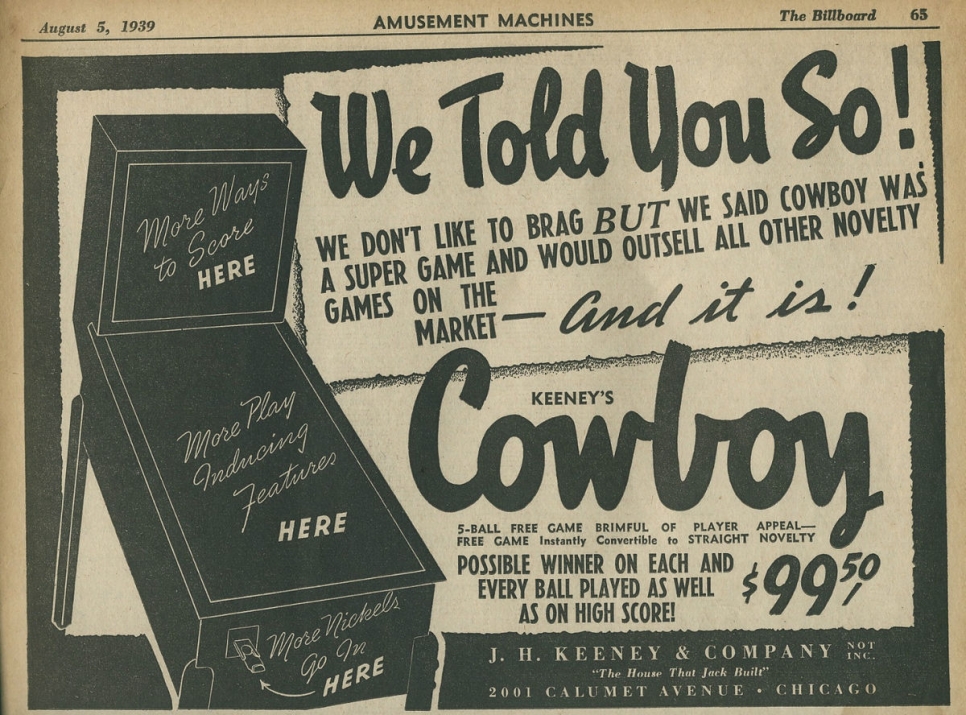 August 5, 1939
AMUSEMENT MACHINES
The Billboard 65
We Told You So!
WE DON'T LIKE TO BRAG BUT WE SAID COWBOY WAS
A SUPER GAME AND WOULD OUTSELL ALL OTHER NOVELTY
GAMES ON THE
MARKET— And it is!
More Ways
to Score
HERE
More Play
Inducing
Features
HERE
More Nickels
Go In
HERE
KEENEY'S
Cowboy
5-BALL FREE GAME BRIMFUL OF PLAYER APPEAL—
FREE GAME Instantly Convertible to STRAIGHT NOVELTY
POSSIBLE WINNER ON EACH AND
EVERY BALL PLAYED AS WELL
AS ON HIGH SCORE!
$99.50
J. H. KEENEY & COMPANY NOT
INC.
"The House That Jack Built"
2001 CALUMET AVENUE • CHICAGO